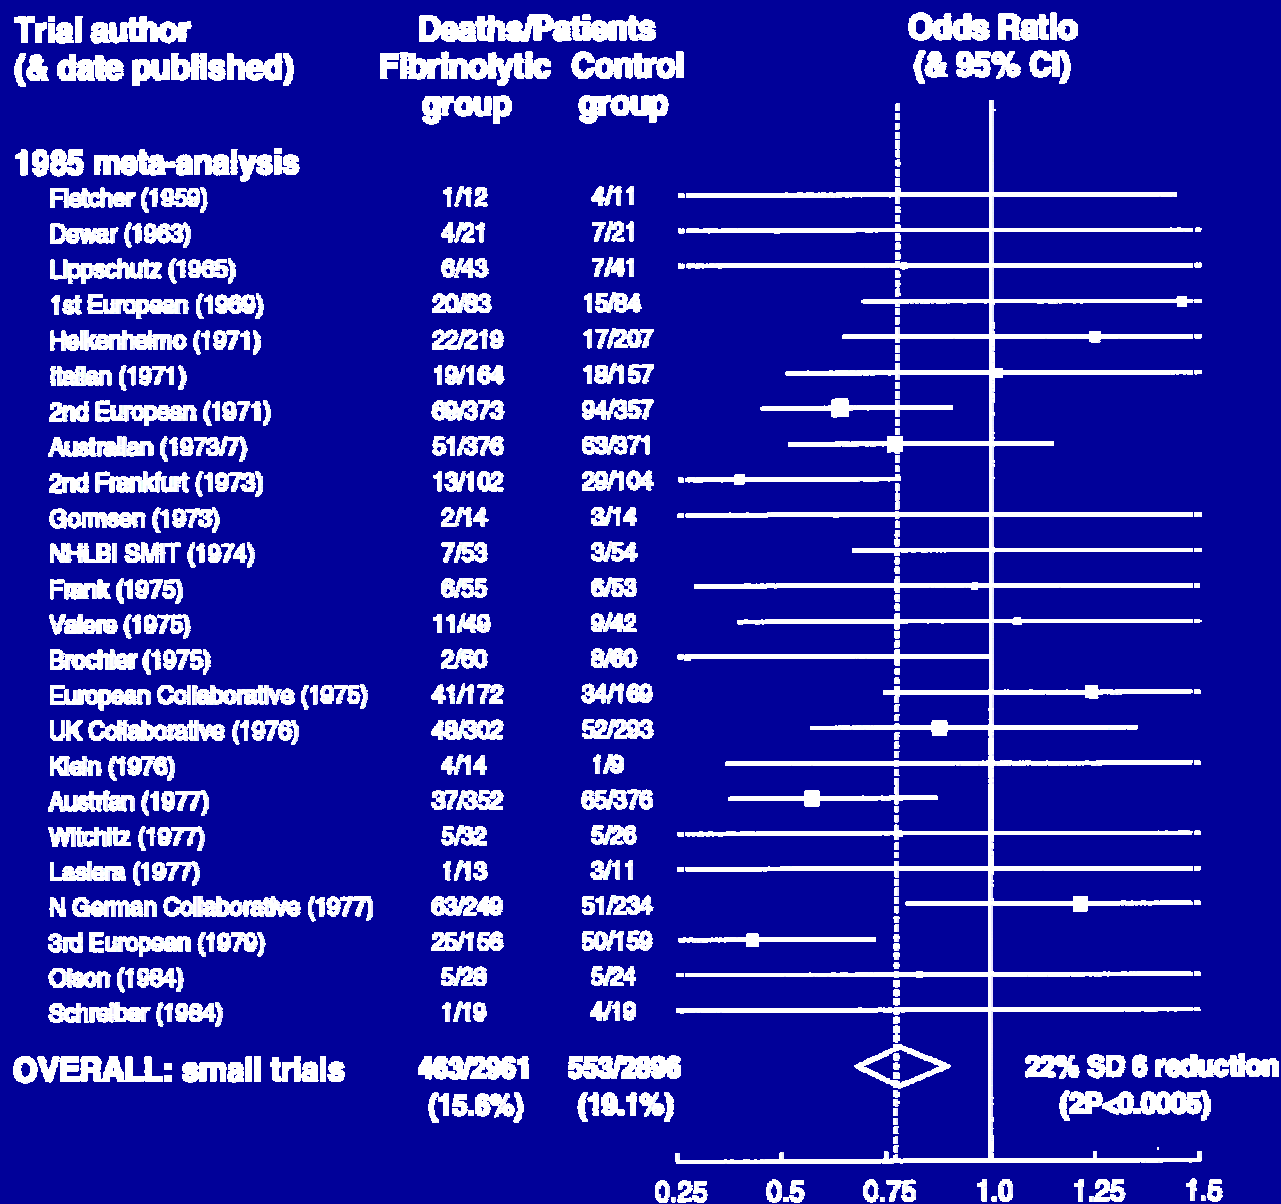 Trial author Deaths/Patients Odds Ratio
(& date published) Fibrinolytic Control (& 95% CI)
group group
1985 meta-analysis
Fletcher (1959) 1/12 4/11
Dewar (1963) 4/21 7/21
Lippschutz (1965) 6/43 7/41
1st European (1969) 20/83 15/84
Heikenheimo (1971) 22/219 17/207
Italian (1971) 19/164 18/157
2nd European (1971) 69/373 94/357
Australian (1973/7) 51/376 63/371
2nd Frankfurt (1973) 13/102 29/104
Gormsen (1973) 2/14 3/14
NHLBI SMIT (1974) 7/53 3/54
Frank (1975) 6/55 6/53
Valere (1975) 11/49 9/42
Brochier (1975) 2/60 8/60
European Collaborative (1975) 41/172 34/169
UK Collaborative (1976) 48/302 52/293
Klein (1976) 4/14 1/9
Austrian (1977) 37/352 65/376
Witchitz (1977) 5/32 5/26
Lasierra (1977) 1/13 3/11
N German Collaborative (1977) 63/249 51/234
3rd European (1979) 25/156 50/159
Olson (1984) 5/28 5/24
Schreiber (1984) 1/19 4/19
OVERALL: small trials 463/2961 553/2896 22% SD 6 reduction
(15.6%) (19.1%) (2P<0.0005)
0.25 0.5 0.75 1.0 1.25 1.5